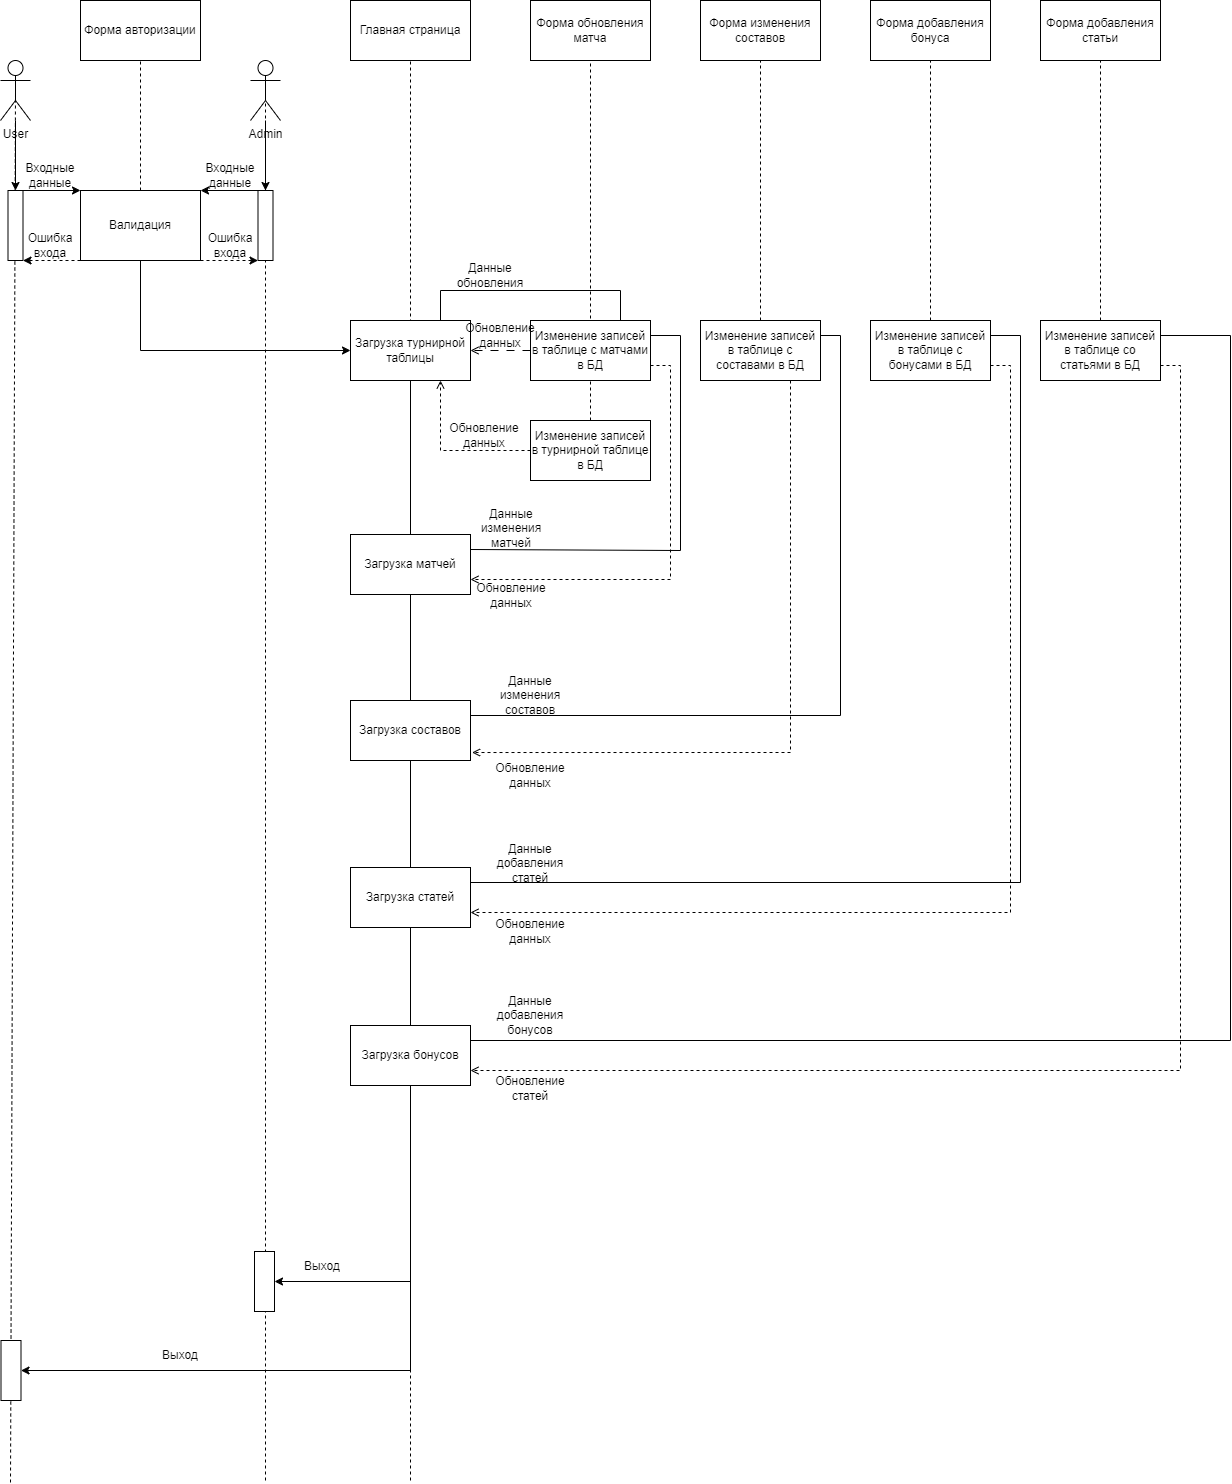 Форма авторизации
Главная страница
Форма обновления
матча
Форма изменения
составов
Форма добавления
бонуса
Форма добавления
статьи
User
Admin
Входные
данные
Входные
данные
Валидация
Ошибка
входа
Ошибка
входа
Данные
обновления
Загрузка турнирной
таблицы
Обновление
данных
Изменение записей
в таблице с матчами
в БД
Изменение записей
в таблице с
составами в БД
Изменение записей
в таблице с
бонусами в БД
Изменение записей
в таблице со
статьями в БД
Обновление
данных
Изменение записей
в турнирной таблице
в БД
Данные
изменения
матчей
Загрузка матчей
Обновление
данных
Данные
изменения
составов
Загрузка составов
Обновление
данных
Данные
добавления
статей
Загрузка статей
Обновление
данных
Данные
добавления
бонусов
Загрузка бонусов
Обновление
статей
Выход
Выход